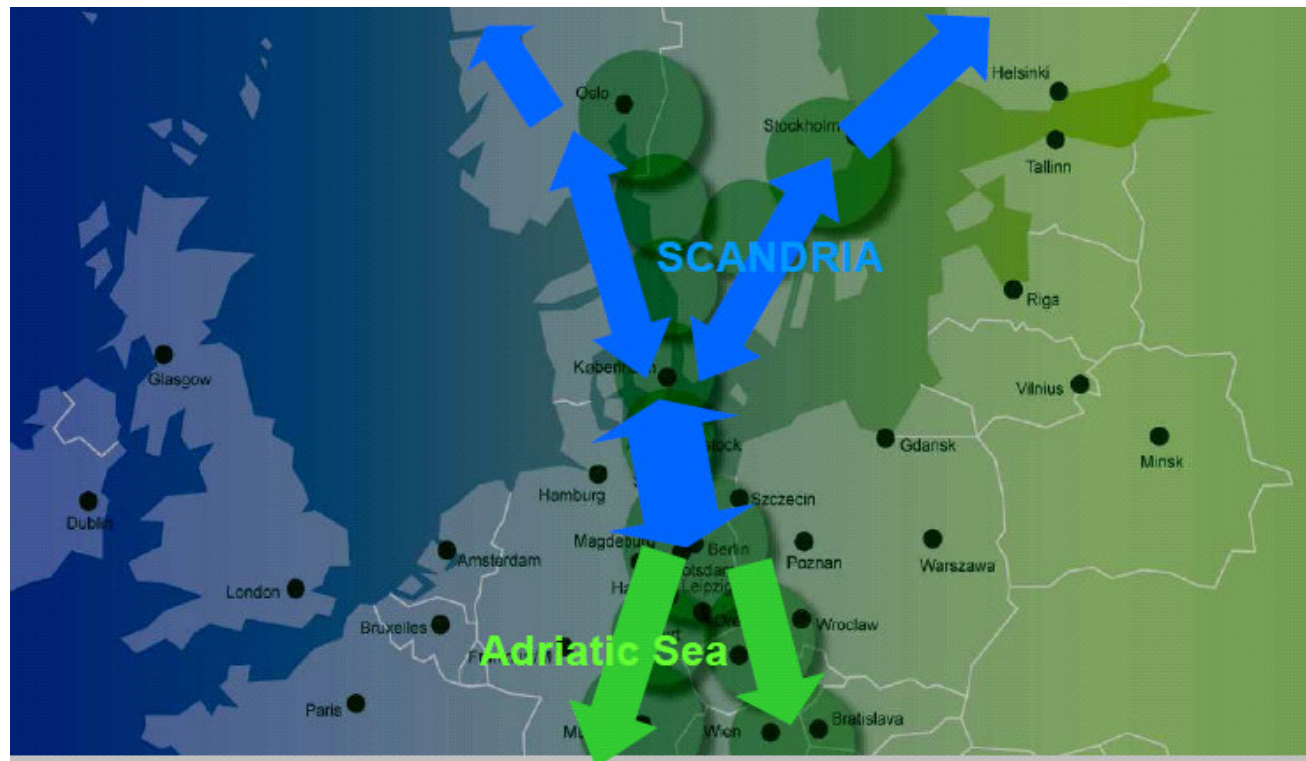 Helsinki
Oslo
Stockholm
Tallinn
SCANDRIA
Riga
Glasgow
Vilnius
Gdansk
Minsk
Hamburg
Szczecin
Dublin
Magdeburg
Berlin
Amsterdam
Poznan
Warszawa
Leipzig
London
Bruxelles
Wroclaw
Adriatic Sea
Paris
Wien
Bratislava